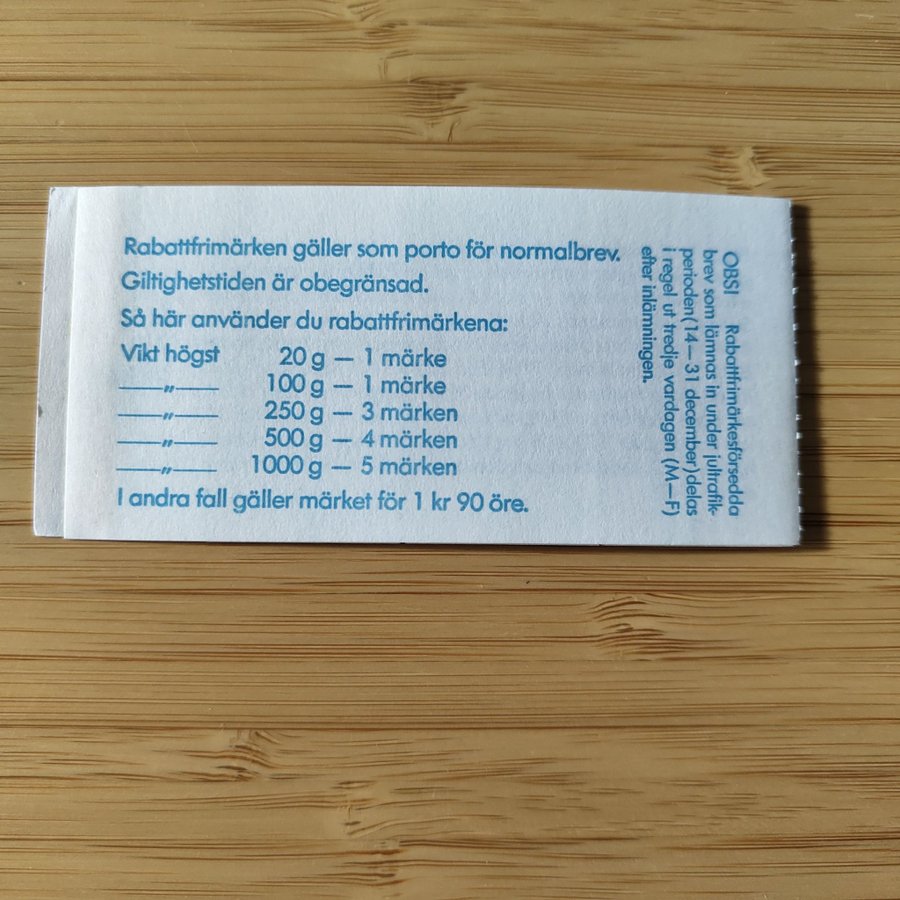 Rabattfrimärken gäller som porto för normalbrev.
Giltighetstiden är obegränsad.
Så här använder du rabattfrimärkena:
Vikt högst 20 g — 1 märke
—„— 100 g — 1 märke
—„— 250 g — 3 märken
—„— 500 g — 4 märken
—„— 1000 g — 5 märken
I andra fall gäller märket för 1 kr 90 öre.
OBS! Rabattfrimärkesförsedda
brev som lämnas in under jultrafik-
perioden(14—31 december)delas
i regel ut tredje vardagen (M—F)
efter inlämningen.